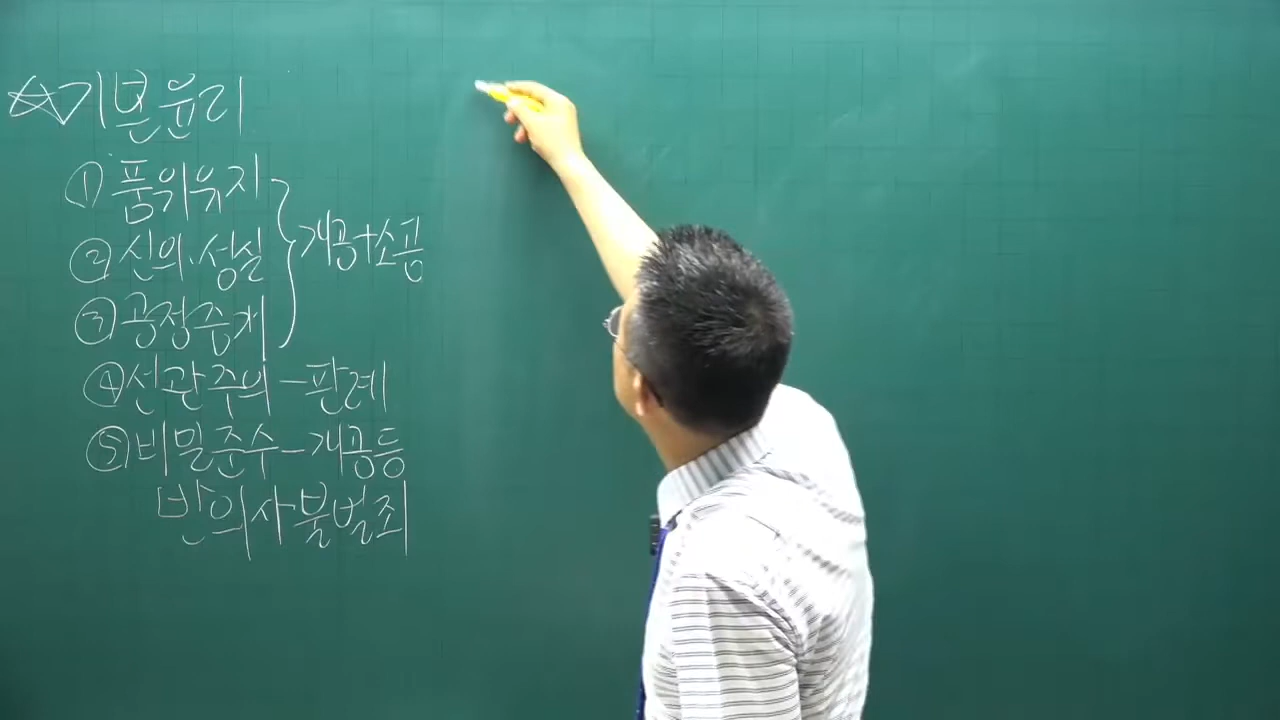 ☆기본윤리
① 품위유지
② 신의·성실
③ 공정중개
개공+소공
④ 선관주의 - 판례
⑤ 비밀준수 - 개공등
반의사불벌죄